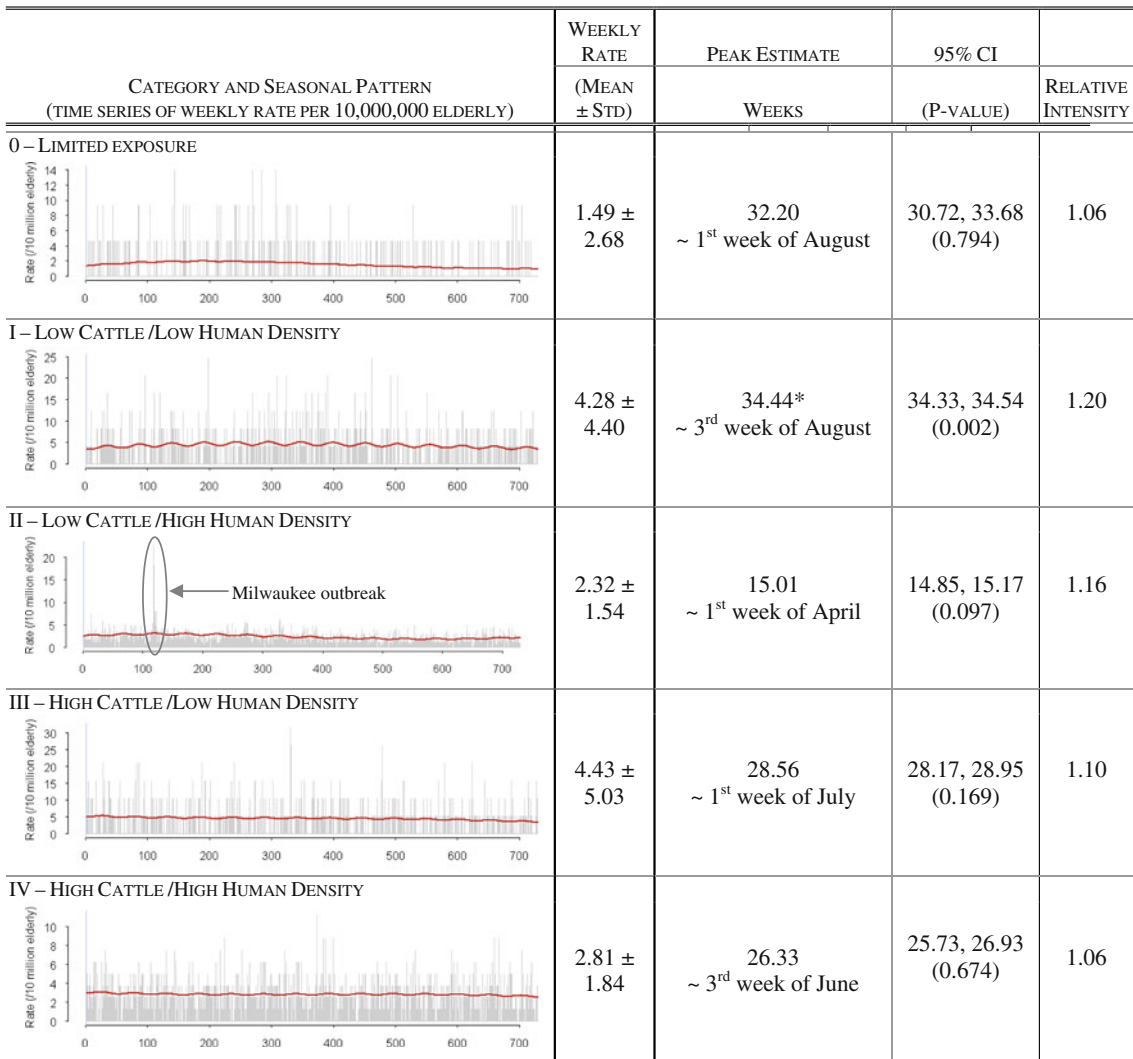 WEEKLY
RATE PEAK ESTIMATE 95% CI
CATEGORY AND SEASONAL PATTERN (MEAN RELATIVE
(TIME SERIES OF WEEKLY RATE PER 10,000,000 ELDERLY) ± STD) WEEKS (P-VALUE) INTENSITY
0 – LIMITED EXPOSURE
Rate (/10 million elderly)
14
12
10
8
6
4
2
0
0 100 200 300 400 500 600 700
1.49 ±
2.68
32.20
~ 1st week of August
30.72, 33.68
(0.794)
1.06
I – LOW CATTLE /LOW HUMAN DENSITY
Rate (/10 million elderly)
25
20
15
10
5
0
0 100 200 300 400 500 600 700
4.28 ±
4.40
34.44*
~ 3rd week of August
34.33, 34.54
(0.002)
1.20
II – LOW CATTLE /HIGH HUMAN DENSITY
Rate (/10 million elderly)
20
15
10
5
0
Milwaukee outbreak
0 100 200 300 400 500 600 700
2.32 ±
1.54
15.01
~ 1st week of April
14.85, 15.17
(0.097)
1.16
III – HIGH CATTLE /LOW HUMAN DENSITY
Rate (/10 million elderly)
30
25
20
15
10
5
0
0 100 200 300 400 500 600 700
4.43 ±
5.03
28.56
~ 1st week of July
28.17, 28.95
(0.169)
1.10
IV – HIGH CATTLE /HIGH HUMAN DENSITY
Rate (/10 million elderly)
10
8
6
4
2
0
0 100 200 300 400 500 600 700
2.81 ±
1.84
26.33
~ 3rd week of June
25.73, 26.93
(0.674)
1.06